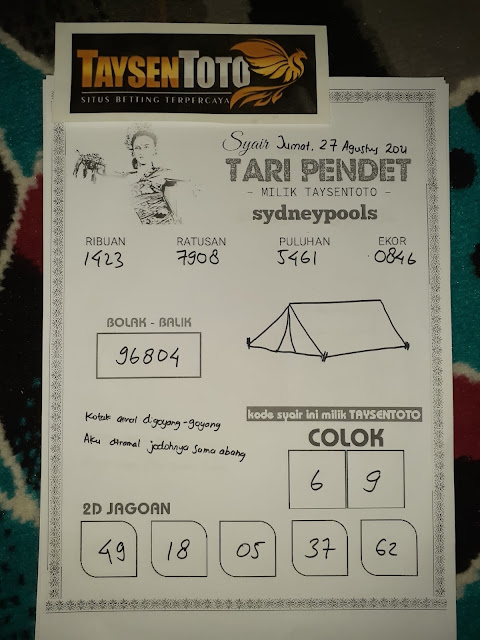 TAYSENTOTO
SITUS BETTING TERPERCAYA
Syair Jumat, 27 Agustus 2021
TARI PENDET
- MILIK TAYSENTOTO -
sydneypools
RIBUAN RATUSAN PULUHAN EKOR
1423 7908 5461 0846
BOLAK - BALIK
96804
Kotak amal digoyang-goyang
Aku diramal jodohnya sama abang
kode syair ini milik TAYSENTOTO
COLOK
6 9
2D JAGOAN
49 18 05 37 62